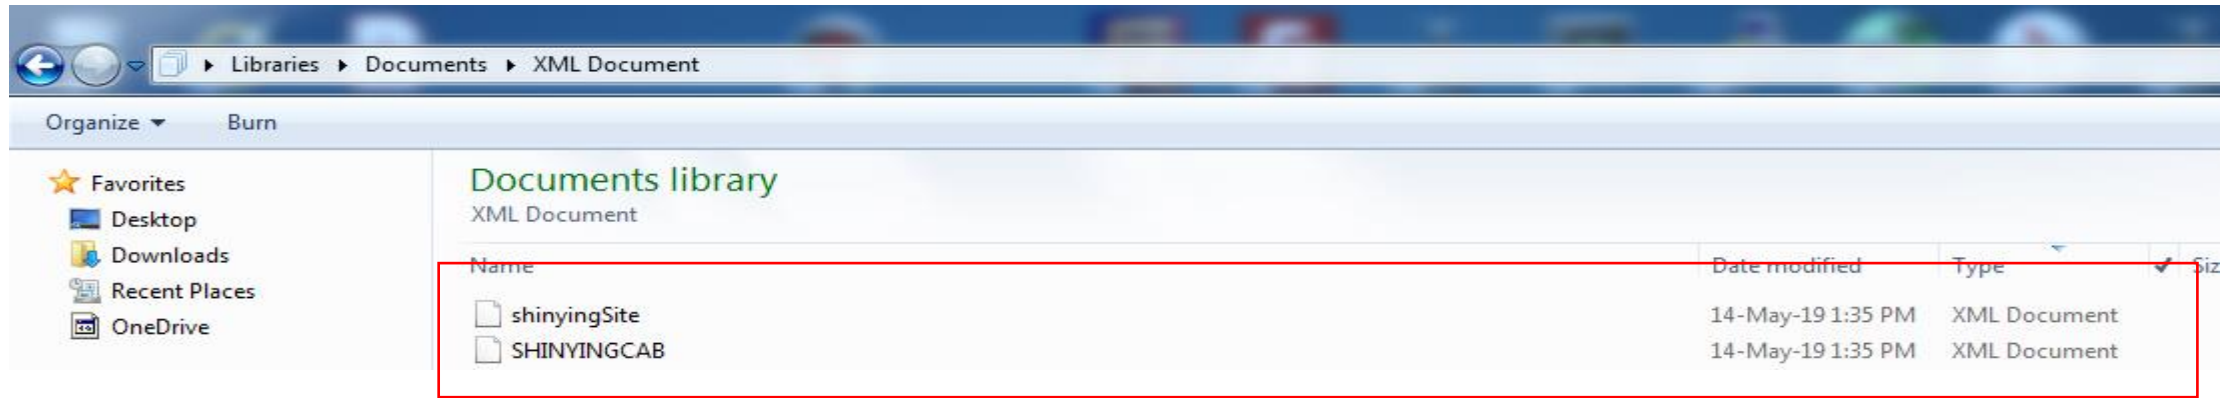 Libraries Documents XML Document
Organize Burn
Favorites
Desktop
Downloads
Recent Places
OneDrive
Documents library
XML Document
Name Date modified Type Siz
shinyingSite 14-May-19 1:35 PM XML Document
SHINYINGCAB 14-May-19 1:35 PM XML Document